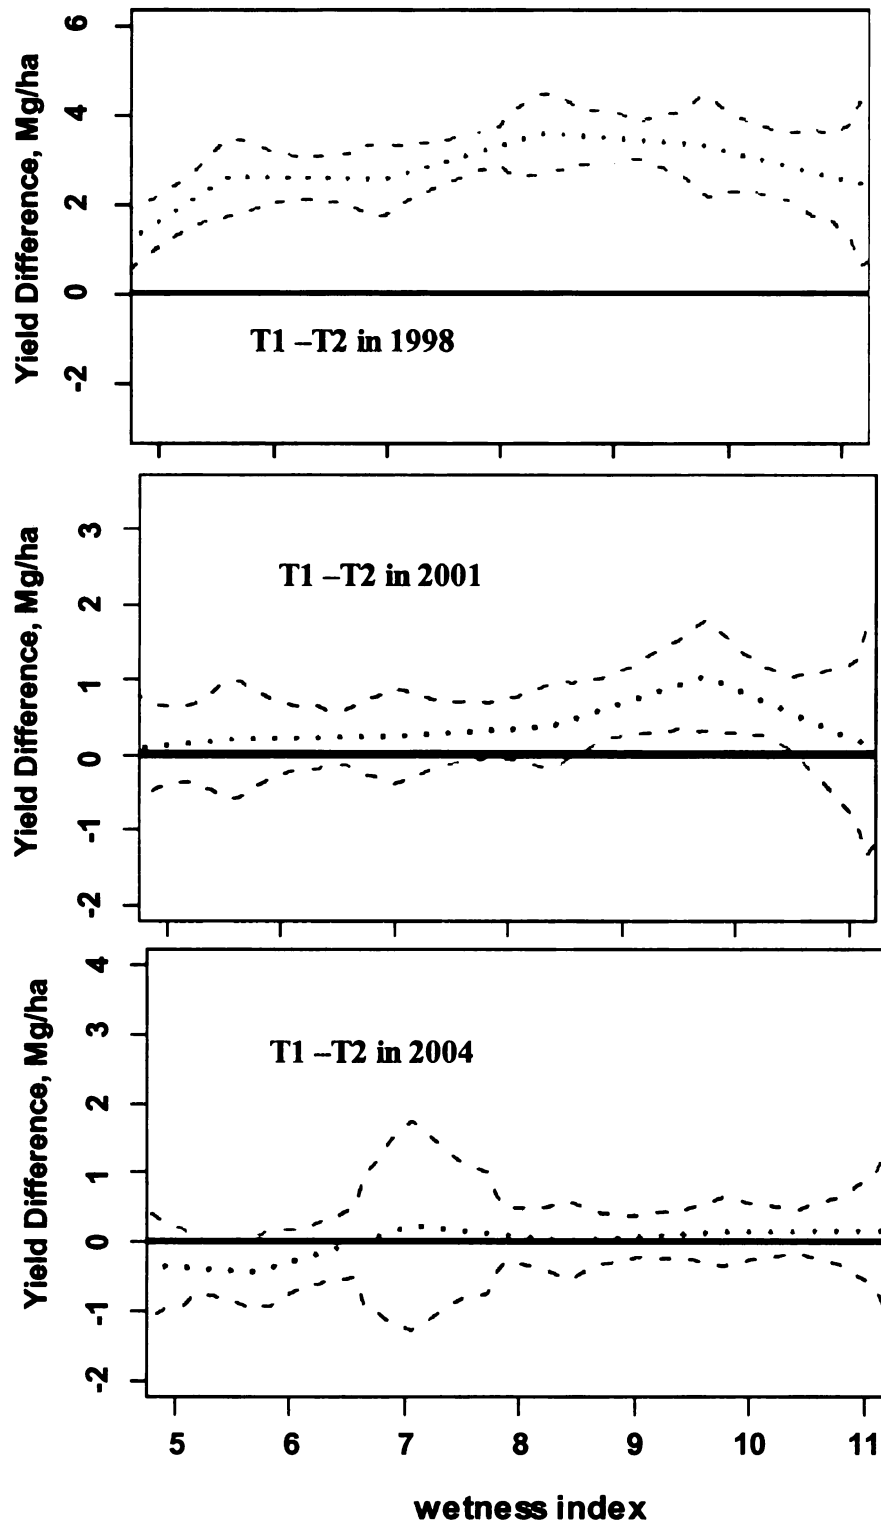 Yield Difference, Mg/ha
6
4
2
0
-2
T1 –T2 in 1998
Yield Difference, Mg/ha
3
2
1
0
-1
-2
T1 –T2 in 2001
Yield Difference, Mg/ha
4
3
2
1
0
-1
-2
T1 –T2 in 2004
5 6 7 8 9 10 11
wetness index